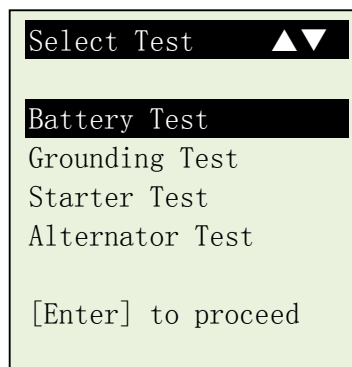 Select Test ▲▼
Battery Test
Grounding Test
Starter Test
Alternator Test
[Enter] to proceed